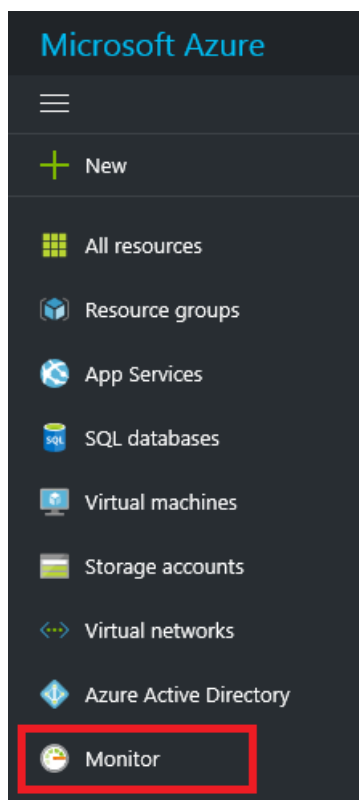 Microsoft Azure
New
All resources
Resource groups
App Services
SQL
SQL databases
Virtual machines
Storage accounts
Virtual networks
Azure Active Directory
Monitor